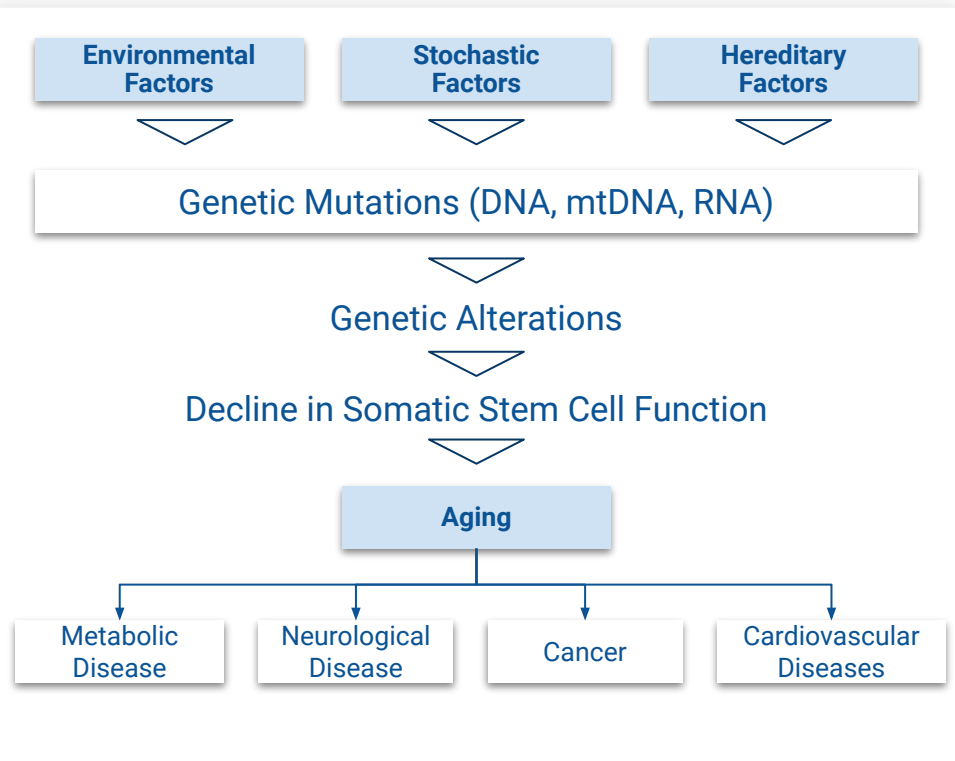 Environmental
Factors
Stochastic
Factors
Hereditary
Factors
Genetic Mutations (DNA, mtDNA, RNA)
Genetic Alterations
Decline in Somatic Stem Cell Function
Aging
Metabolic
Disease
Neurological
Disease
Cancer
Cardiovascular
Diseases